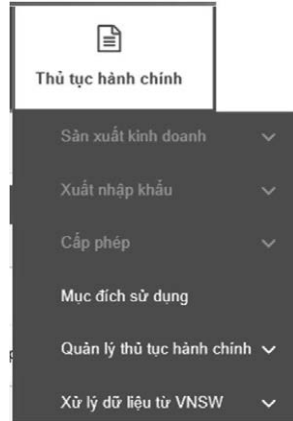 Thủ tục hành chính
Sản xuất kinh doanh
Xuất nhập khẩu
Cấp phép
Mục đích sử dụng
Quản lý thủ tục hành chính
Xử lý dữ liệu từ VNSW